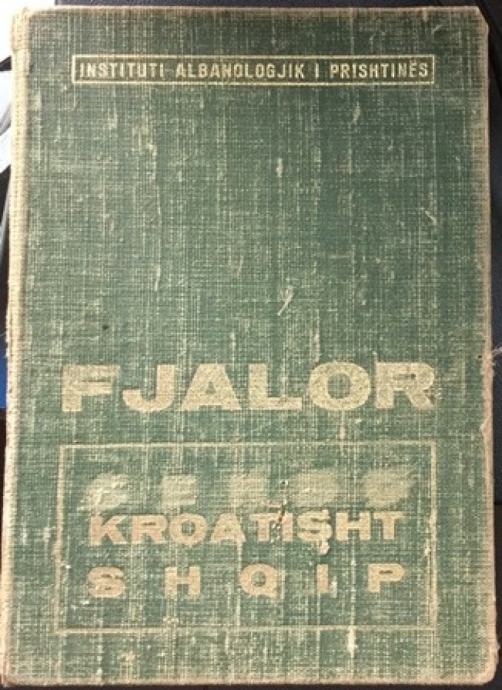 INSTITUTI ALBANOLOGJIK I PRISHTINËS
FJALOR
KROATISHT
SHQIP